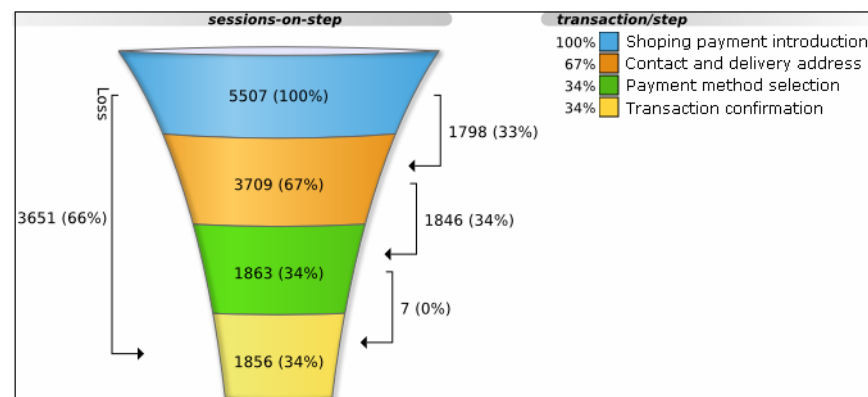 sessions-on-step
transaction/step
100% Shoping payment introduction
67% Contact and delivery address
34% Payment method selection
34% Transaction confirmation
Loss
5507 (100%)
1798 (33%)
3709 (67%)
3651 (66%)
1846 (34%)
1863 (34%)
7 (0%)
1856 (34%)